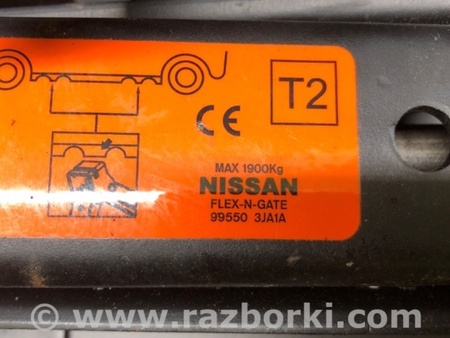 T2
CE
MAX 1900Kg
NISSAN
FLEX-N-GATE
99550 3JA1A
© www.razborki.com